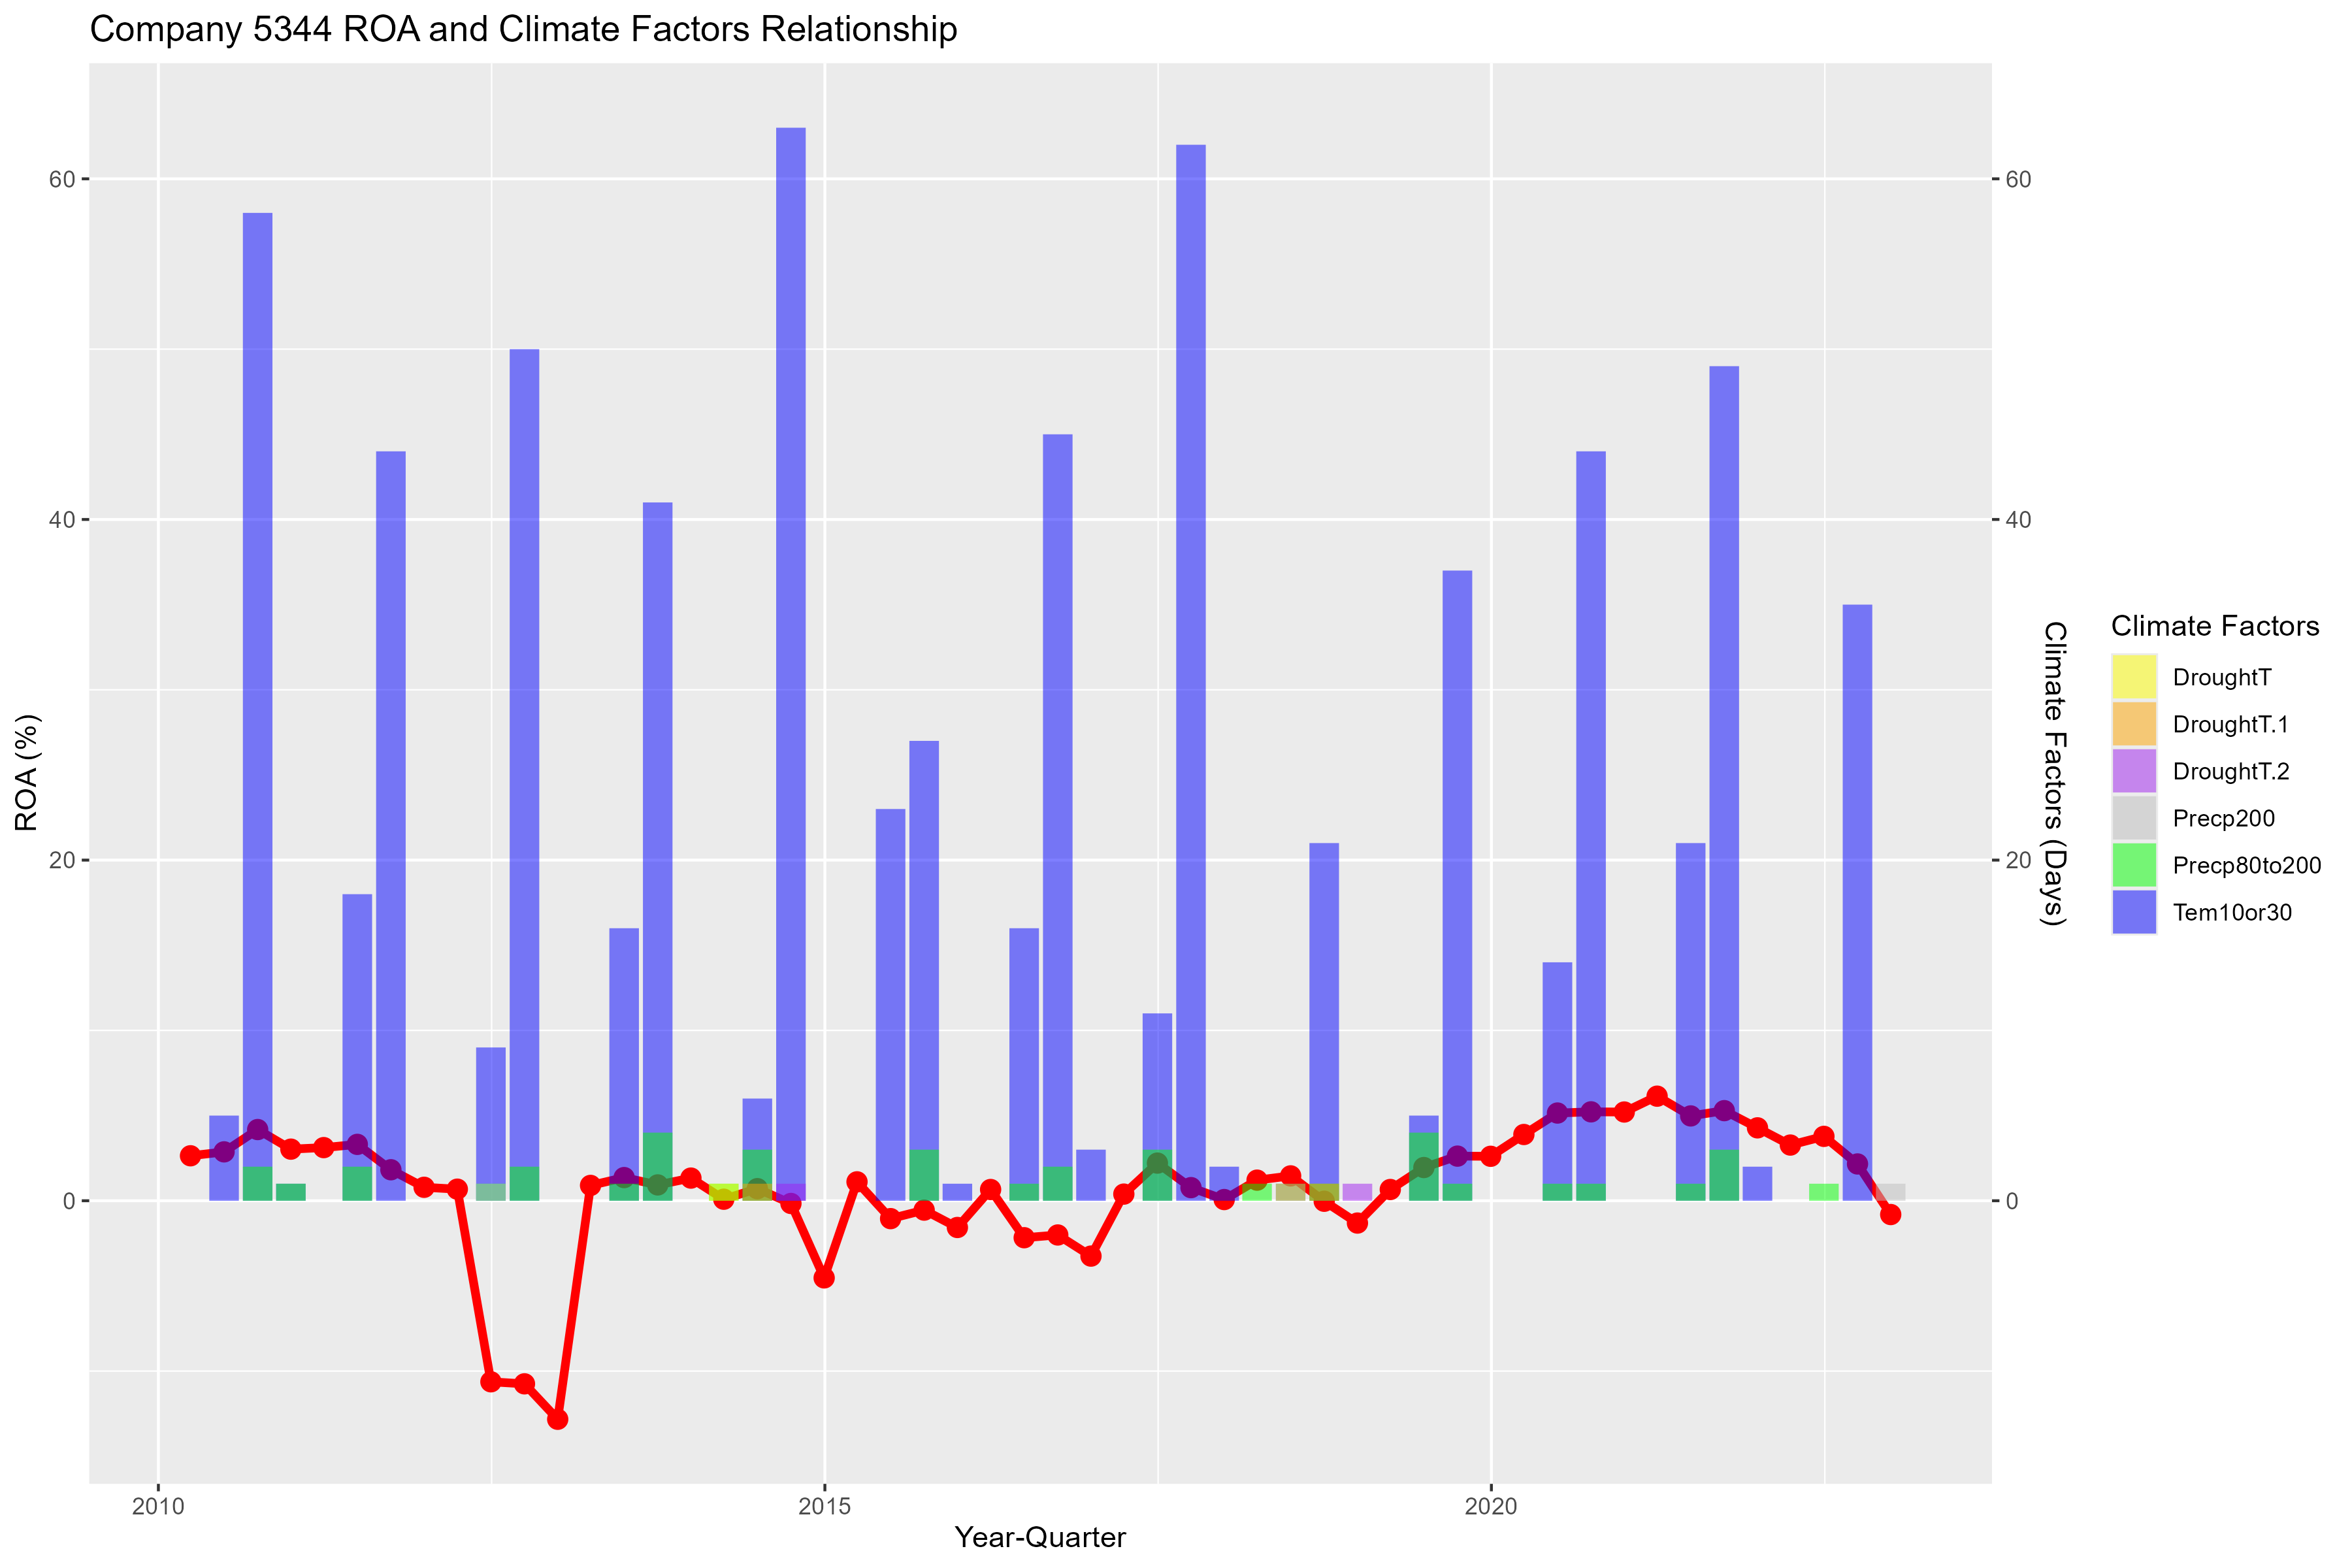 Company 5344 ROA and Climate Factors Relationship
60
40
20
0
ROA (%)
60
40
20
0
Climate Factors (Days)
Climate Factors
DroughtT
DroughtT.1
DroughtT.2
Precp200
Precp80to200
Tem10or30
2010
2015
2020
Year-Quarter